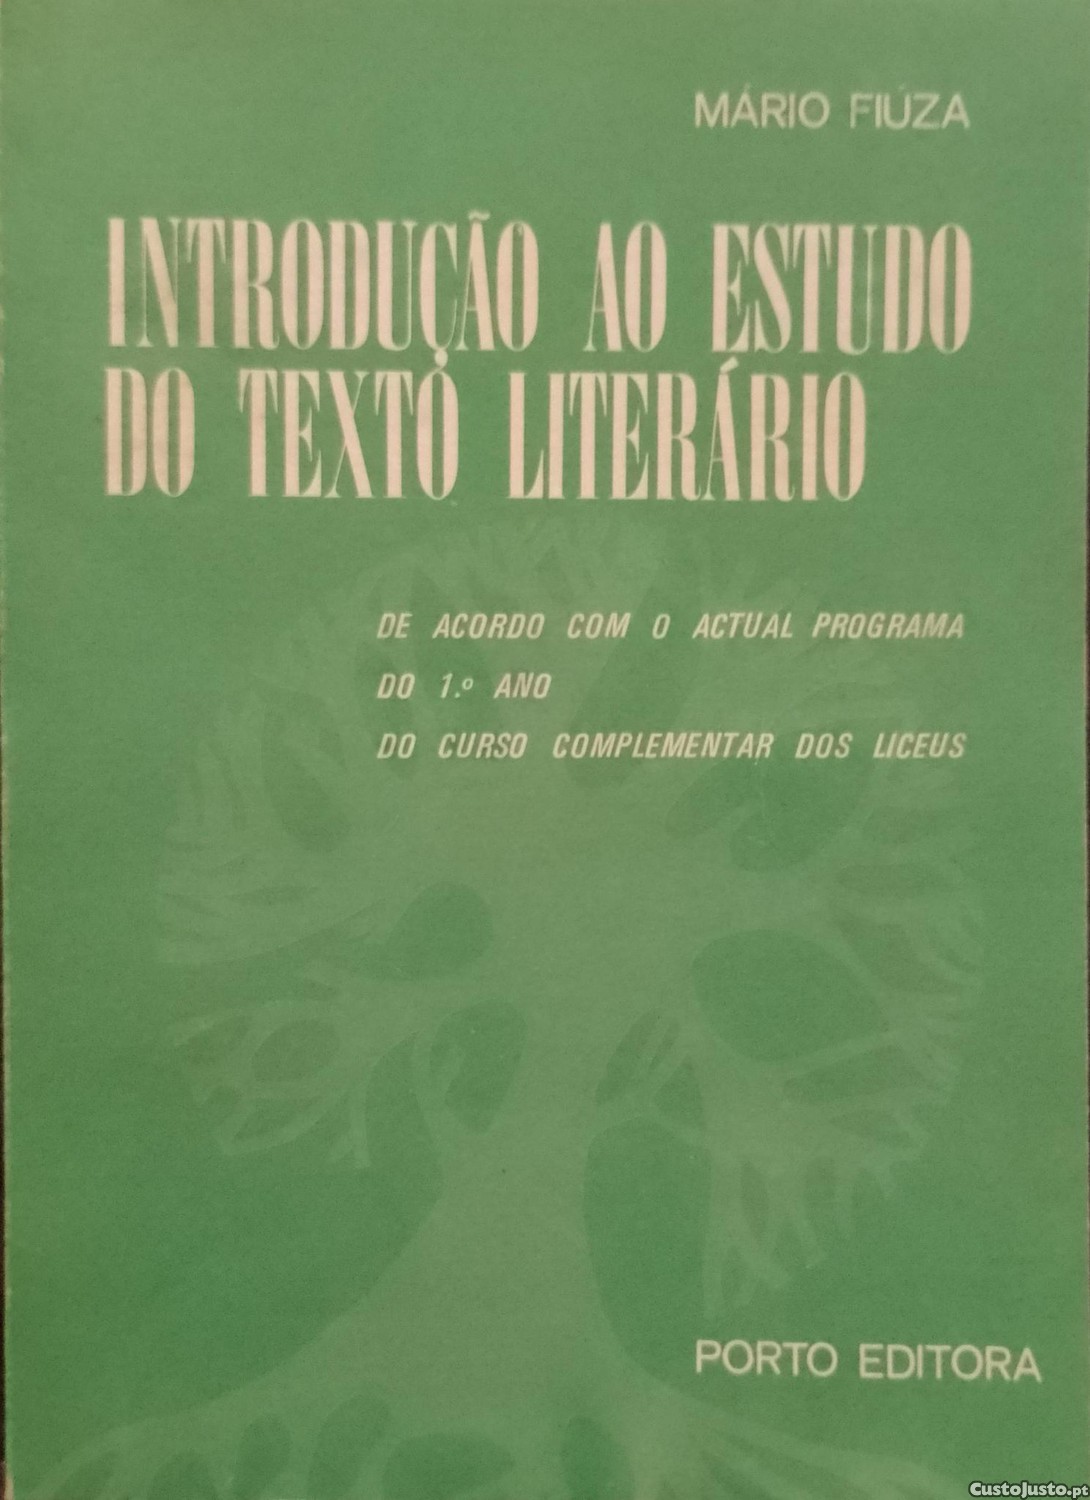 MÁRIO FIÚZA
INTRODUÇÃO AO ESTUDO
DO TEXTO LITERÁRIO
DE ACORDO COM O ACTUAL PROGRAMA
DO 1.º ANO
DO CURSO COMPLEMENTAR DOS LICEUS
PORTO EDITORA
CustoJusto.pt